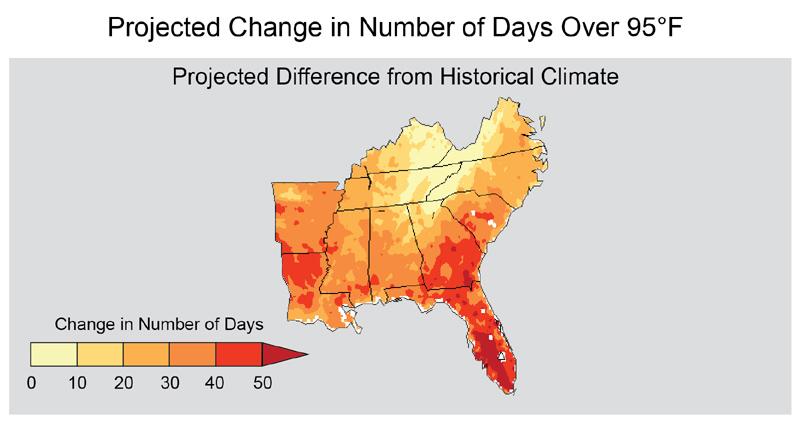 Projected Change in Number of Days Over 95°F
Projected Difference from Historical Climate
Change in Number of Days
0 10 20 30 40 50